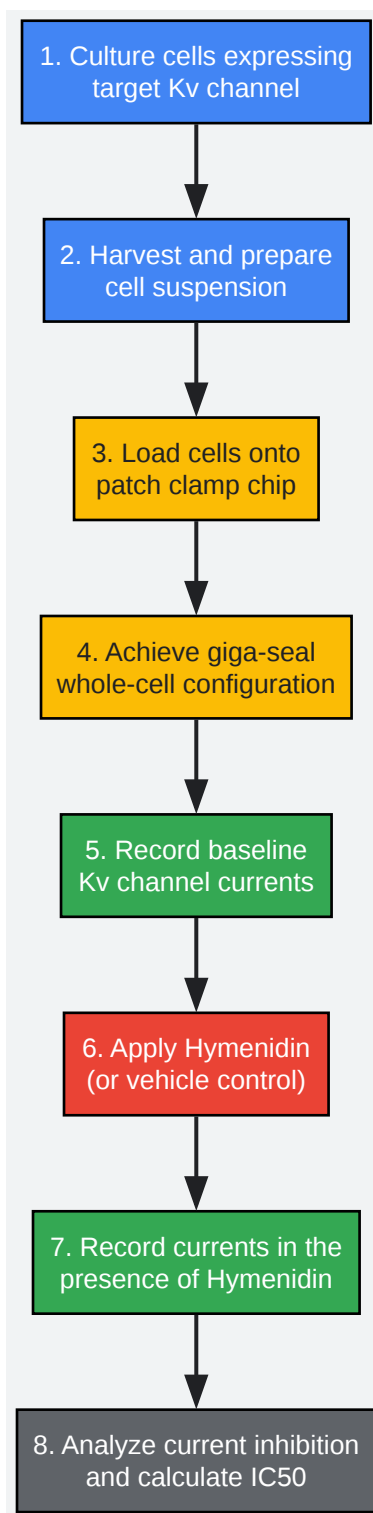 1. Culture cells expressing
target Kv channel
2. Harvest and prepare
cell suspension
3. Load cells onto
patch clamp chip
4. Achieve giga-seal
whole-cell configuration
5. Record baseline
Kv channel currents
6. Apply Hymenidin
(or vehicle control)
7. Record currents in the
presence of Hymenidin
8. Analyze current inhibition
and calculate IC50